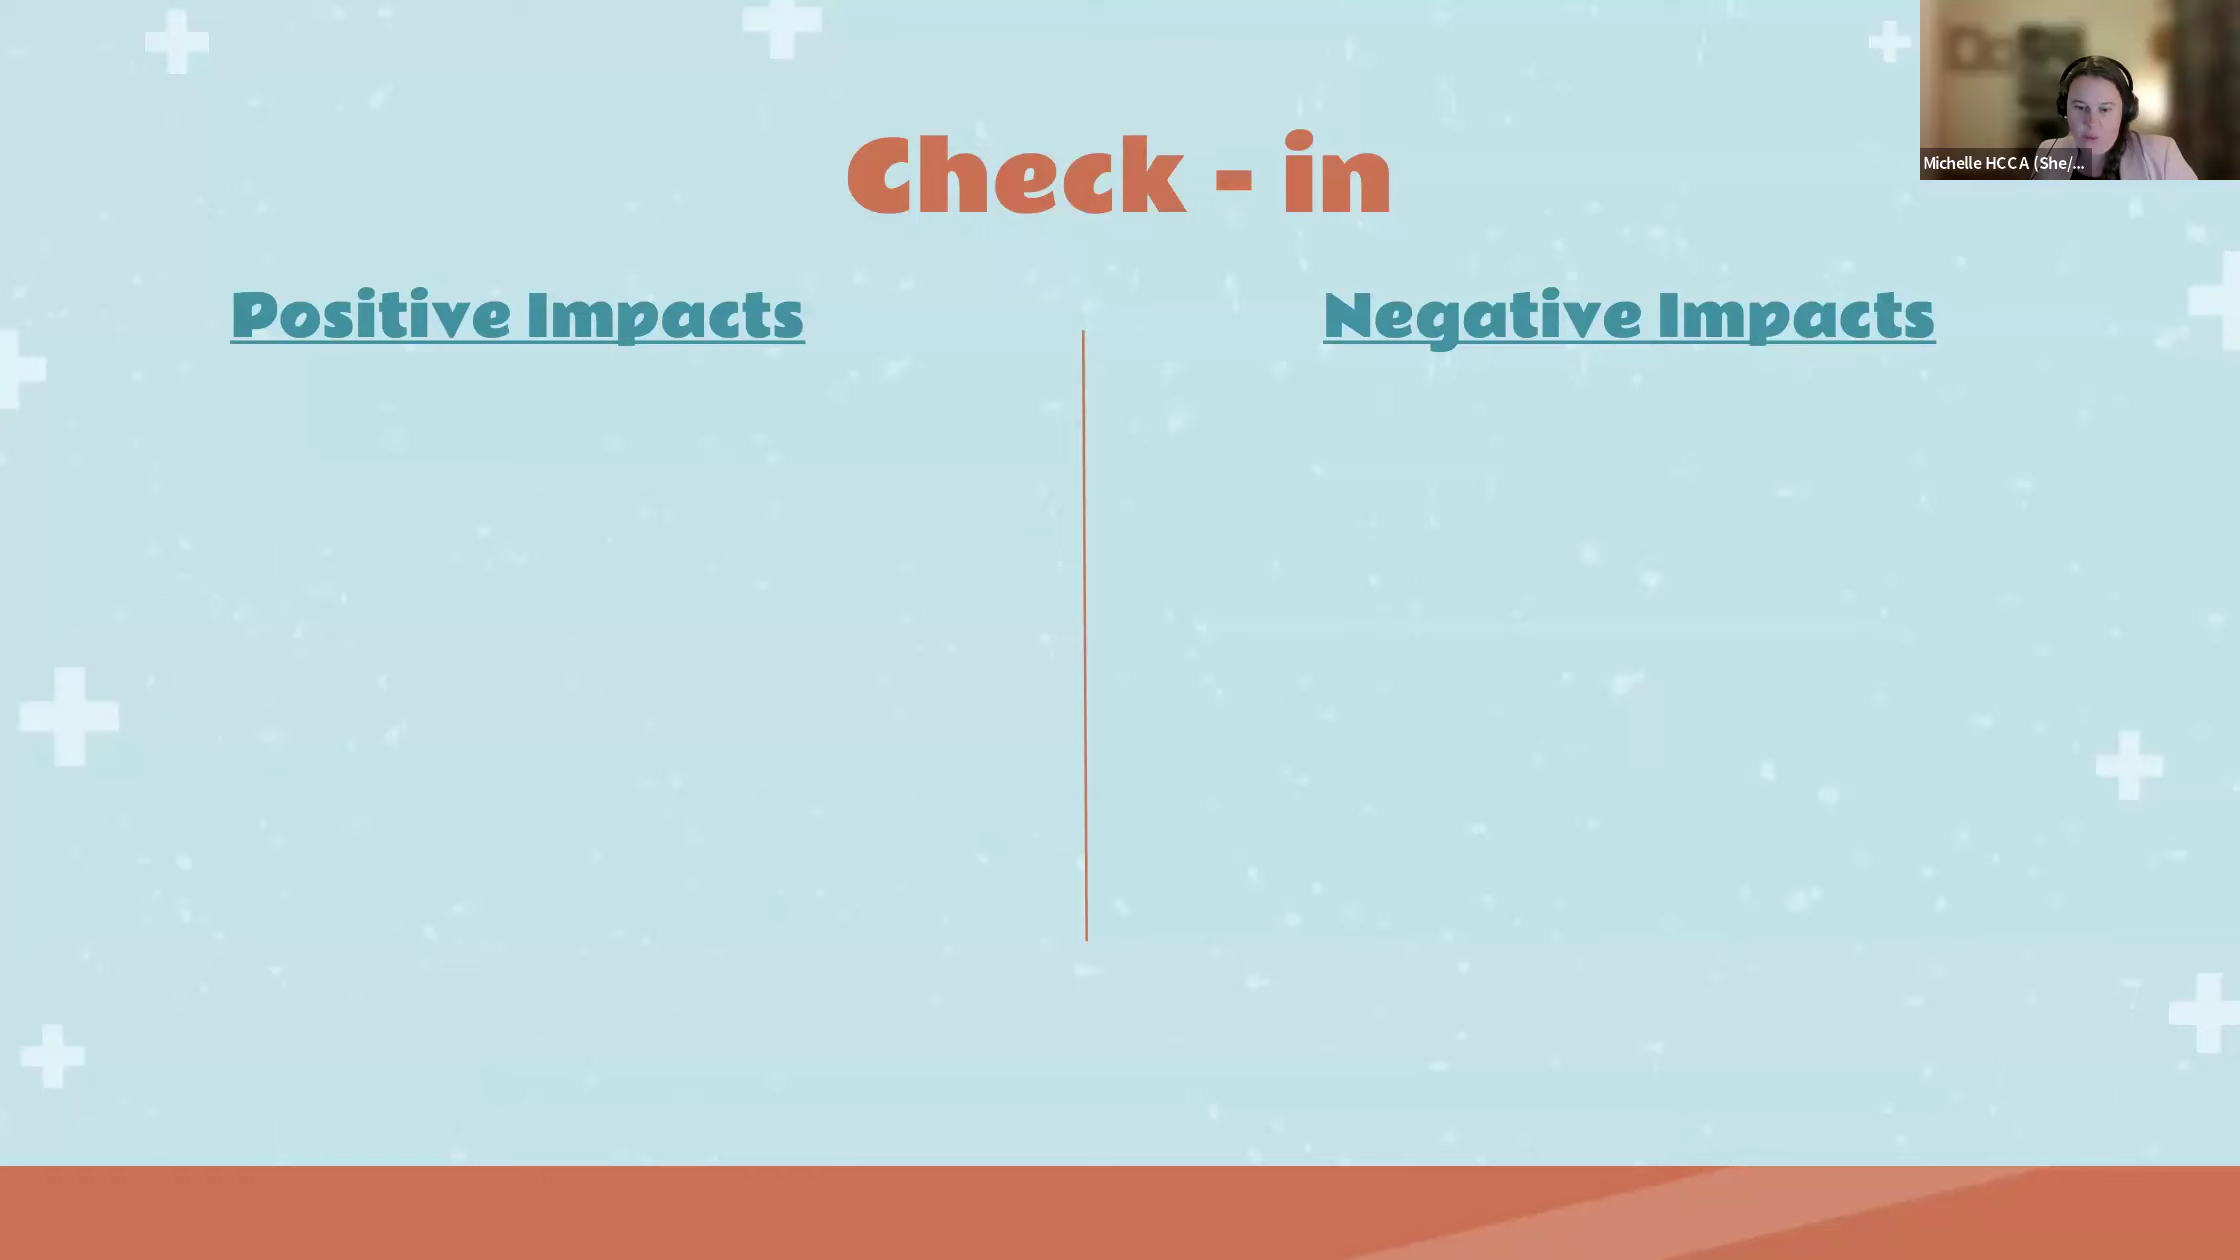 Check - in
Positive Impacts
Negative Impacts
Michelle HCCA (She/...